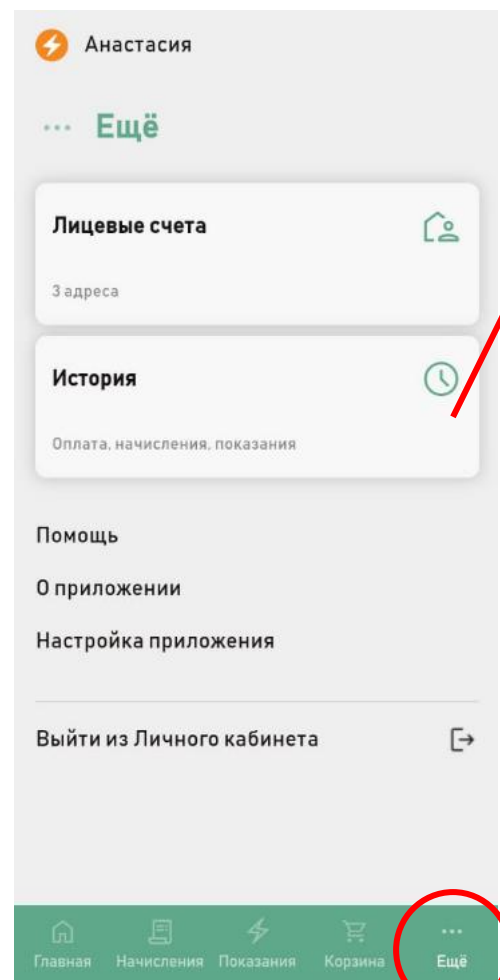 Анастасия
Ещё
Лицевые счета
3 адреса
История
Оплата, начисления, показания
Помощь
О приложении
Настройка приложения
Выйти из Личного кабинета
Главная Начисления Показания Корзина Ещё